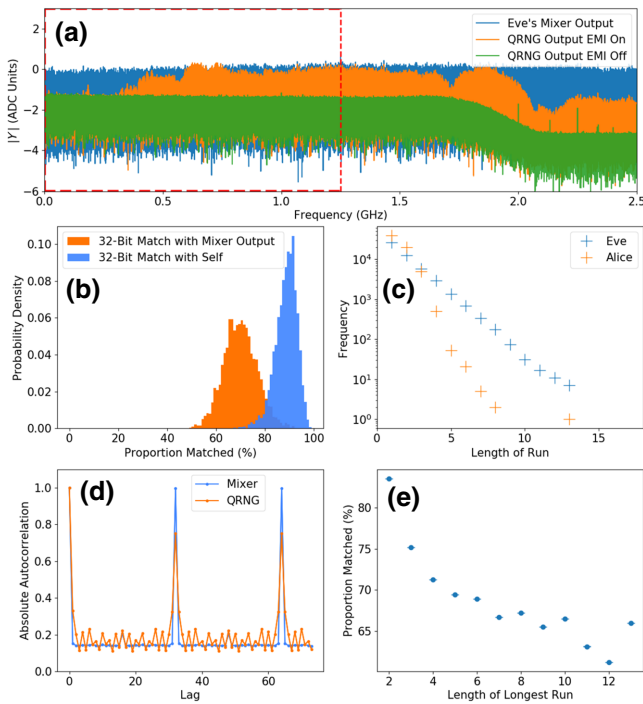 (a)
Eve's Mixer Output
QRNG Output EMI On
QRNG Output EMI Off
|Y| (ADC Units)
2
0
−2
−4
−6
0.0 0.5 1.0 1.5 2.0 2.5
Frequency (GHz)
(b)
32-Bit Match with Mixer Output
32-Bit Match with Self
Probability Density
0.10
0.08
0.06
0.04
0.02
0.00
0 20 40 60 80 100
Proportion Matched (%)
(c)
Eve
Alice
Frequency
10⁴
10³
10²
10¹
10⁰
0 5 10 15
Length of Run
(d)
Mixer
QRNG
Absolute Autocorrelation
1.0
0.8
0.6
0.4
0.2
0.0
0 20 40 60
Lag
(e)
Proportion Matched (%)
80
75
70
65
2 4 6 8 10 12
Length of Longest Run